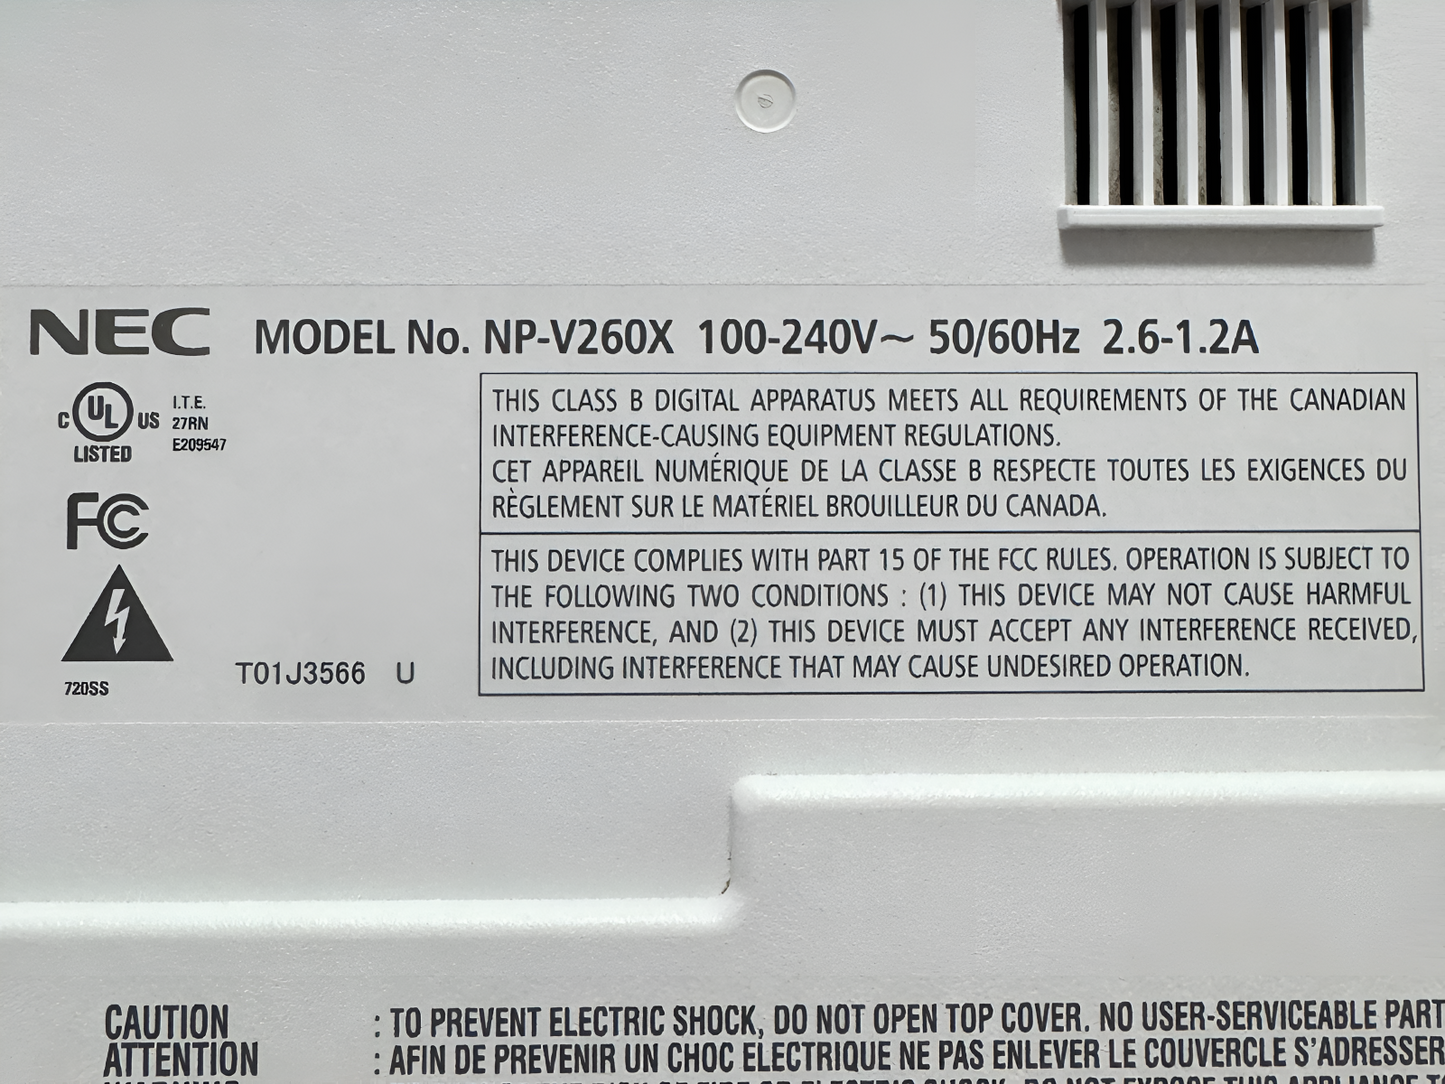 NEC MODEL No. NP-V260X 100-240V~ 50/60Hz 2.6-1.2A
C UL US LISTED
I.T.E.
27RN
E209547
FC
720SS
T01J3566 U
THIS CLASS B DIGITAL APPARATUS MEETS ALL REQUIREMENTS OF THE CANADIAN
INTERFERENCE-CAUSING EQUIPMENT REGULATIONS.
CET APPAREIL NUMÉRIQUE DE LA CLASSE B RESPECTE TOUTES LES EXIGENCES DU
RÈGLEMENT SUR LE MATÉRIEL BROUILLEUR DU CANADA.
THIS DEVICE COMPLIES WITH PART 15 OF THE FCC RULES. OPERATION IS SUBJECT TO
THE FOLLOWING TWO CONDITIONS : (1) THIS DEVICE MAY NOT CAUSE HARMFUL
INTERFERENCE, AND (2) THIS DEVICE MUST ACCEPT ANY INTERFERENCE RECEIVED,
INCLUDING INTERFERENCE THAT MAY CAUSE UNDESIRED OPERATION.
CAUTION : TO PREVENT ELECTRIC SHOCK, DO NOT OPEN TOP COVER. NO USER-SERVICEABLE PART
ATTENTION : AFIN DE PREVENIR UN CHOC ELECTRIQUE NE PAS ENLEVER LE COUVERCLE S'ADRESSER